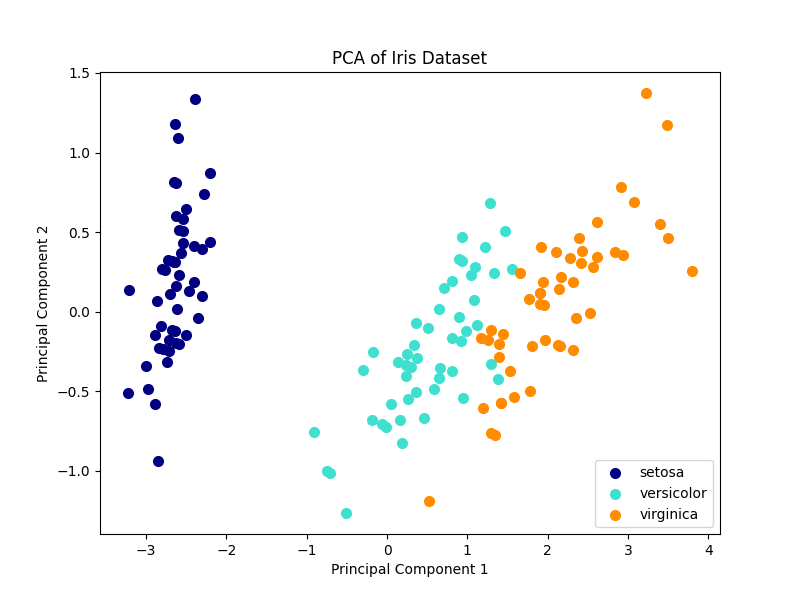 PCA of Iris Dataset
1.5
1.0
0.5
0.0
−0.5
−1.0
Principal Component 2
−3 −2 −1 0 1 2 3 4
Principal Component 1
setosa
versicolor
virginica